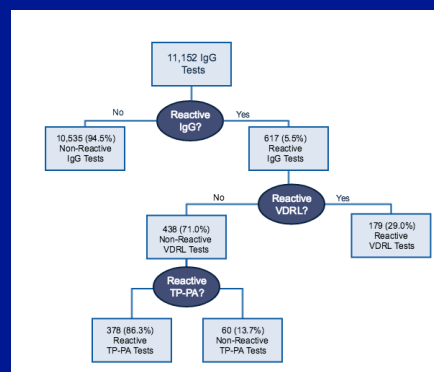 11,152 IgG
Tests
No
Reactive
IgG?
Yes
10,535 (94.5%)
Non-Reactive
IgG Tests
617 (5.5%)
Reactive
IgG Tests
No
Reactive
VDRL?
Yes
438 (71.0%)
Non-Reactive
VDRL Tests
179 (29.0%)
Reactive
VDRL Tests
Reactive
TP-PA?
378 (86.3%)
Reactive
TP-PA Tests
60 (13.7%)
Non-Reactive
TP-PA Tests